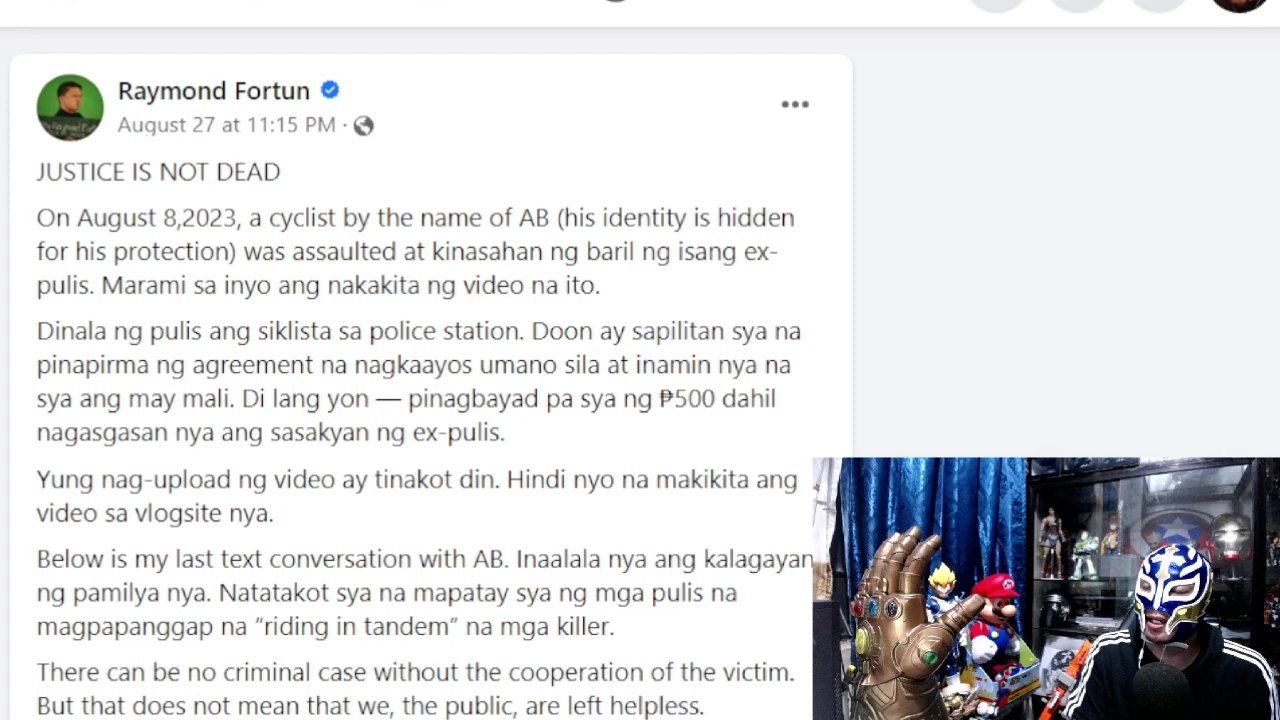 Raymond Fortun
August 27 at 11:15 PM ·
JUSTICE IS NOT DEAD
On August 8,2023, a cyclist by the name of AB (his identity is hidden
for his protection) was assaulted at kinasahan ng baril ng isang ex-
pulis. Marami sa inyo ang nakakita ng video na ito.
Dinala ng pulis ang siklista sa police station. Doon ay sapilitan sya na
pinapirma ng agreement na nagkaayos umano sila at inamin nya na
sya ang may mali. Di lang yon — pinagbayad pa sya ng ₱500 dahil
nagasgasan nya ang sasakyan ng ex-pulis.
Yung nag-upload ng video ay tinakot din. Hindi nyo na makikita ang
video sa vlogsite nya.
Below is my last text conversation with AB. Inaalala nya ang kalagayan
ng pamilya nya. Natatakot sya na mapatay sya ng mga pulis na
magpapanggap na “riding in tandem” na mga killer.
There can be no criminal case without the cooperation of the victim.
But that does not mean that we, the public, are left helpless.